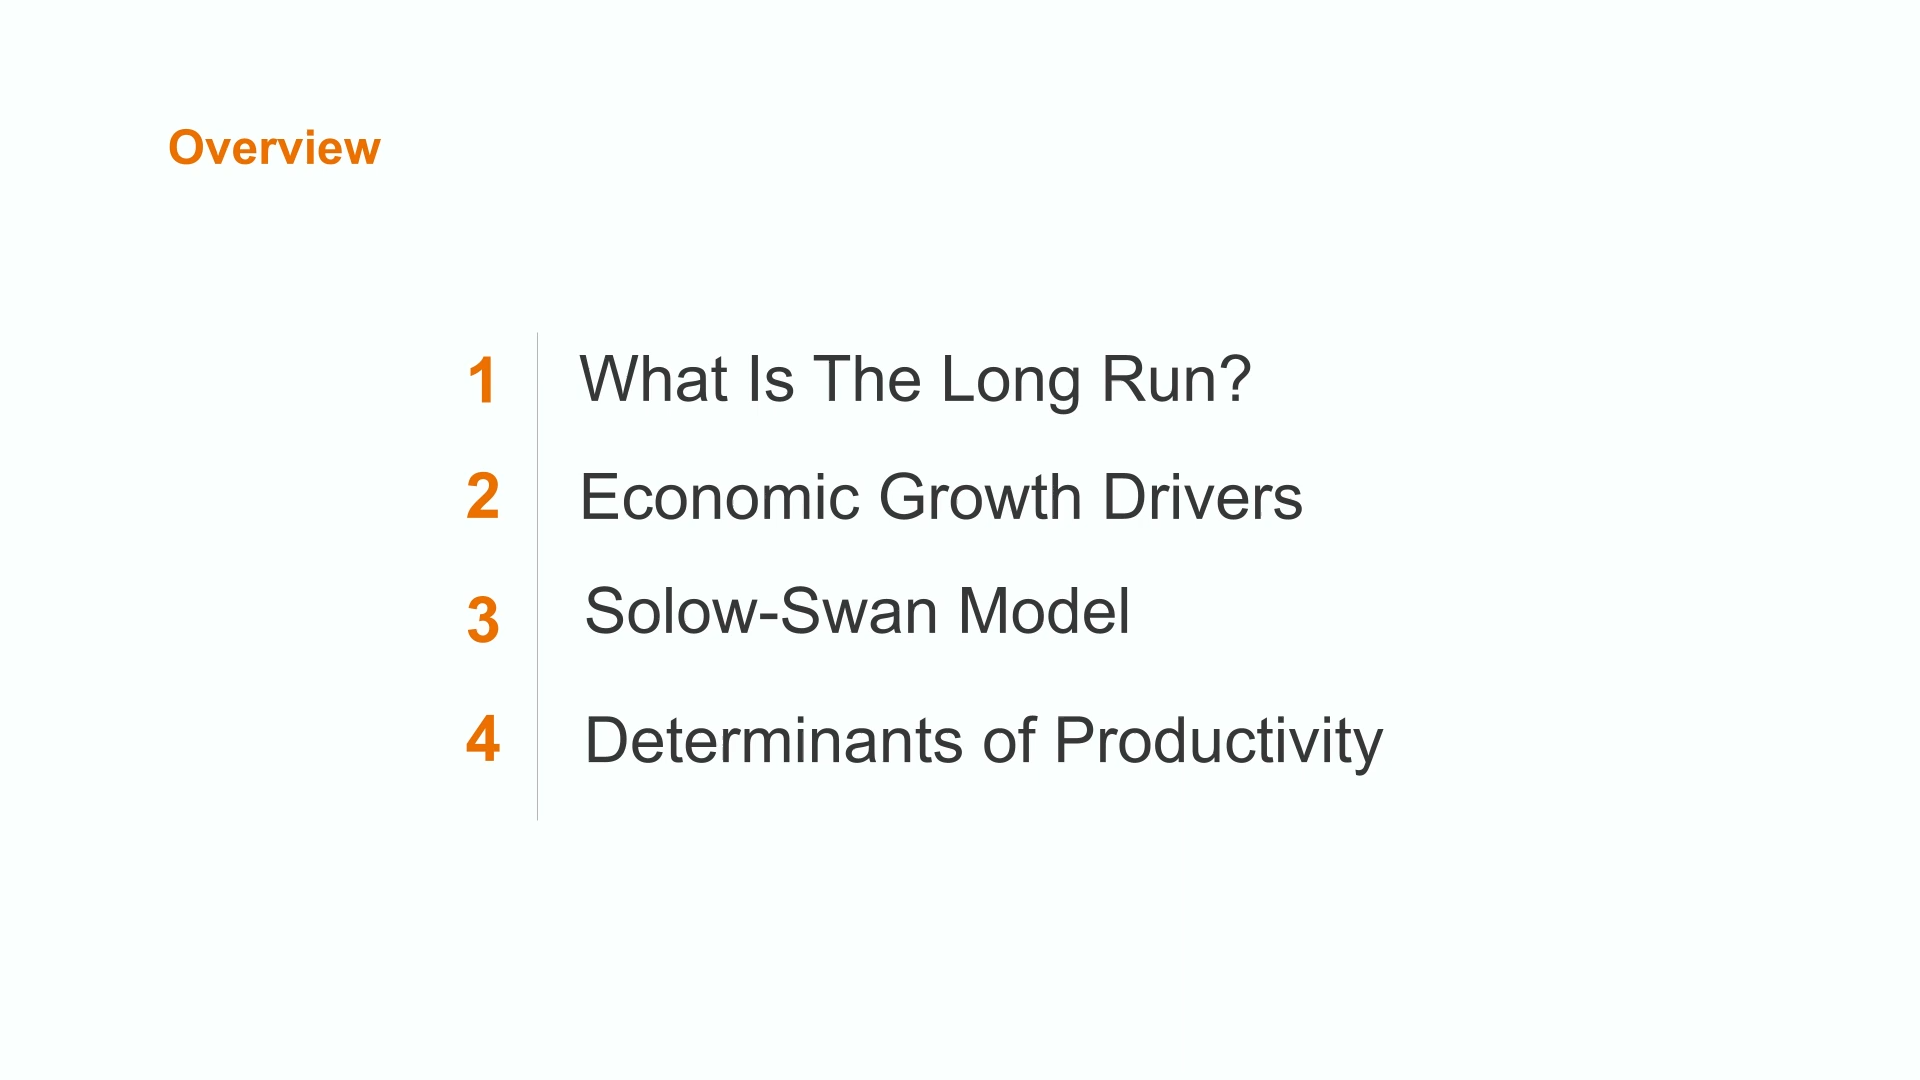 Overview
1 What Is The Long Run?
2 Economic Growth Drivers
3 Solow-Swan Model
4 Determinants of Productivity